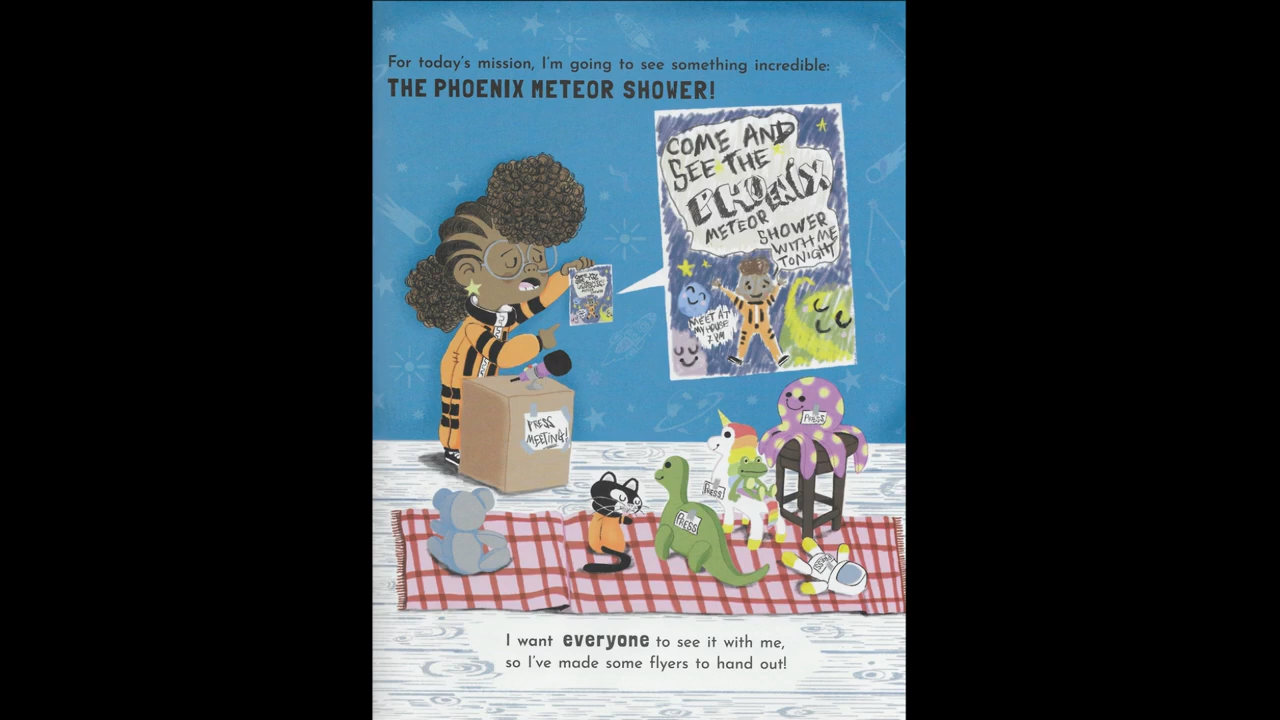 For today's mission, I'm going to see something incredible:
THE PHOENIX METEOR SHOWER!
COME AND
SEE THE
PHOENIX
METEOR
SHOWER
WITH ME
TONIGHT
MEET AT
MY HOUSE
7 PM
PRESS
MEETING!
PRESS
PRESS
PRESS
I want everyone to see it with me,
so I've made some flyers to hand out!